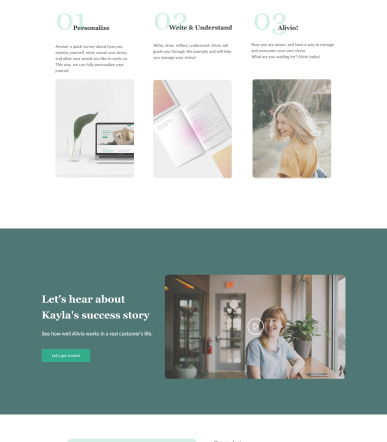 01
Personalize
Answer a quick survey about how you
express yourself, what causes you stress,
and what area would you like to work on.
This way, we can fully personalize your
journal!
02
Write & Understand
Write, draw, reflect, understand. Alivio will
guide you through the prompts and will help
you manage your stress!
03
Alivio!
Now you are aware, and have a way to manage
and overcome your own stress.
What are you waiting for? Alivio today!
Let's hear about
Kayla's success story
See how well Alivio works in a real customer's life.
Let's get started